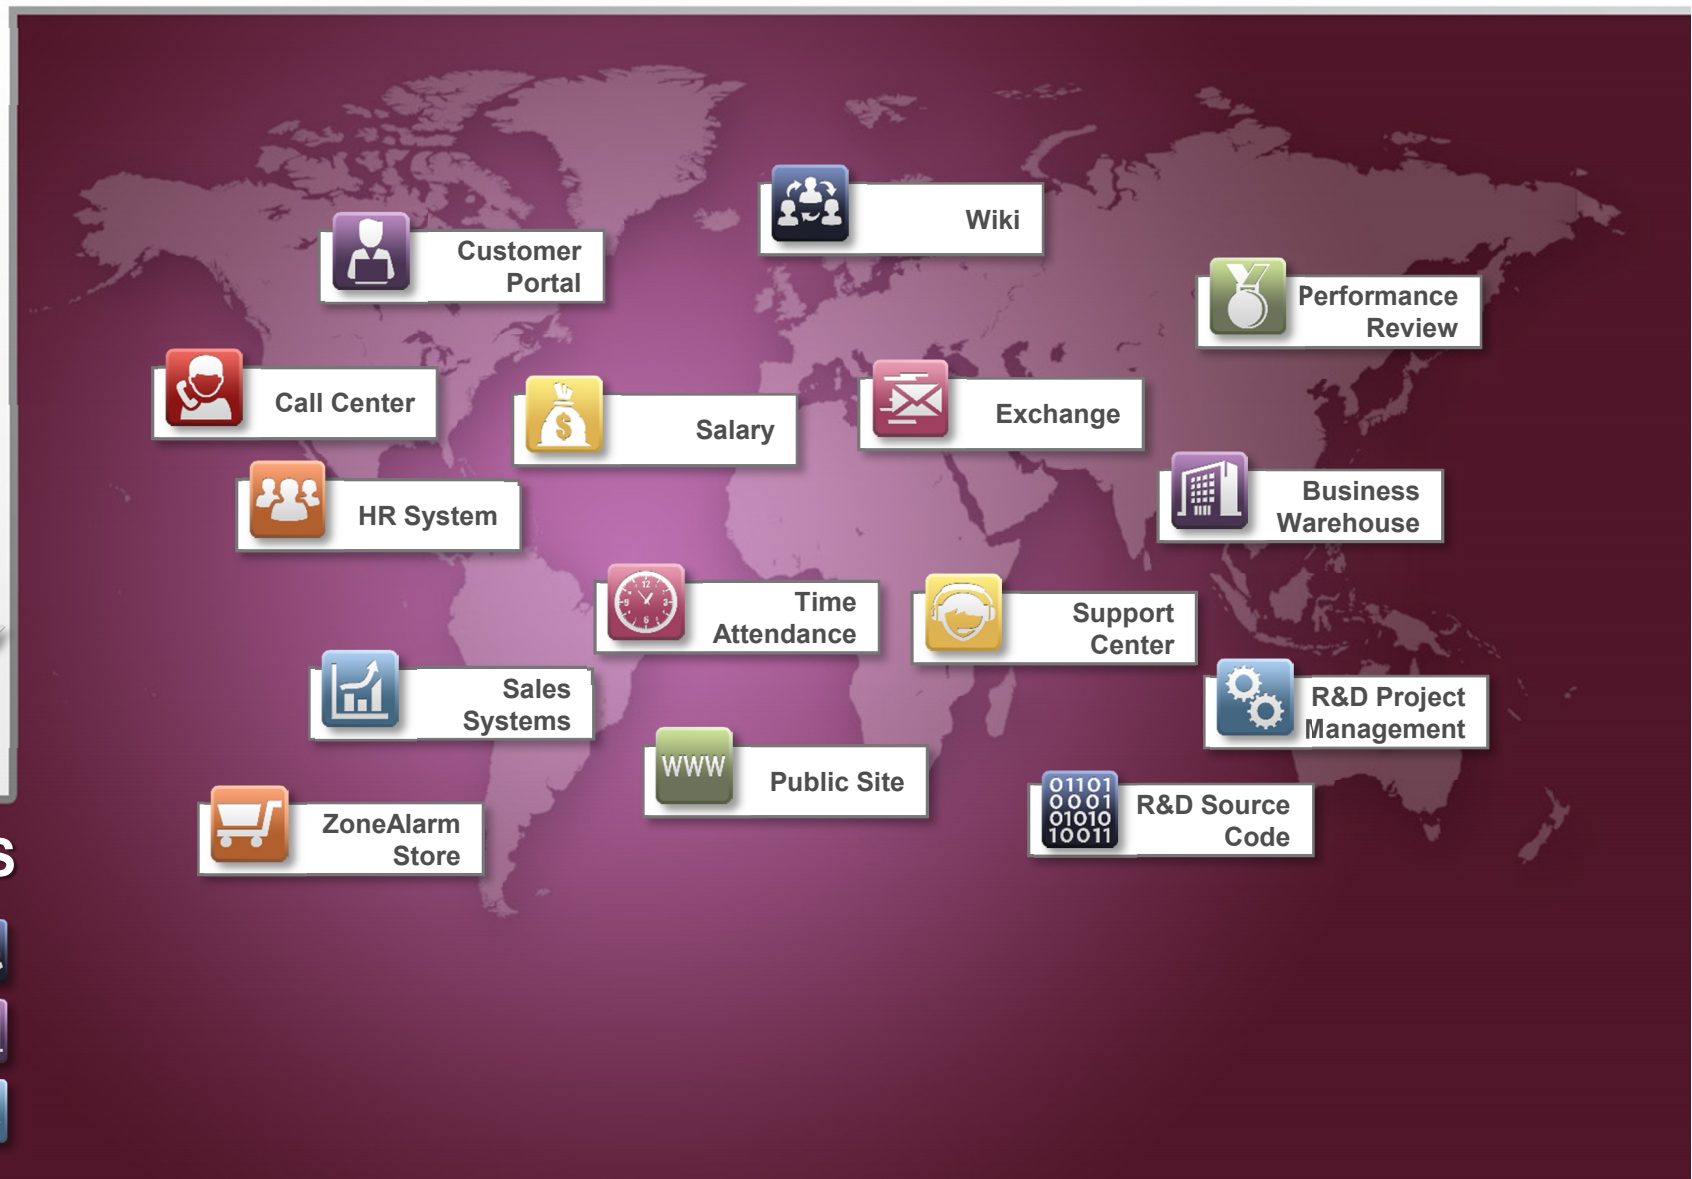 Wiki
Customer
Portal
Performance
Review
Call Center
Salary
Exchange
HR System
Business
Warehouse
Time
Attendance
Support
Center
Sales
Systems
R&D Project
Management
WWW
Public Site
01101
0001
01010
10011
R&D Source
Code
ZoneAlarm
Store
S